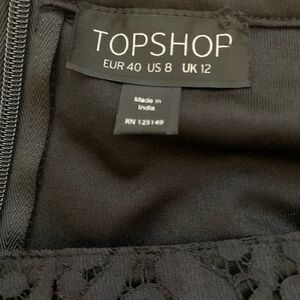 TOPSHOP
EUR 40 US 8 UK 12
Made in
India
RN 125149